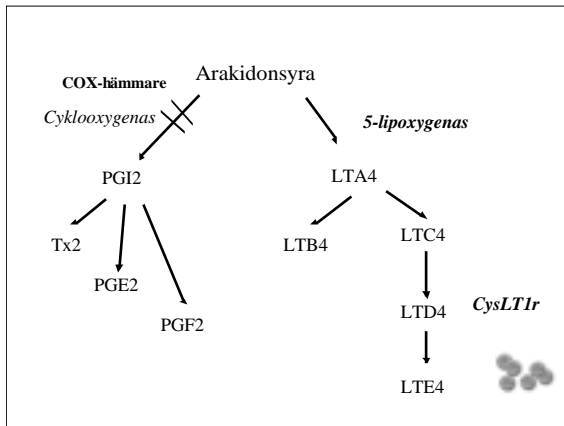 Arakidonsyra
COX-hämmare
Cyklooxygenas
5-lipoxygenas
PGI2
LTA4
Tx2
LTB4
LTC4
PGE2
PGF2
LTD4
CysLT1r
LTE4